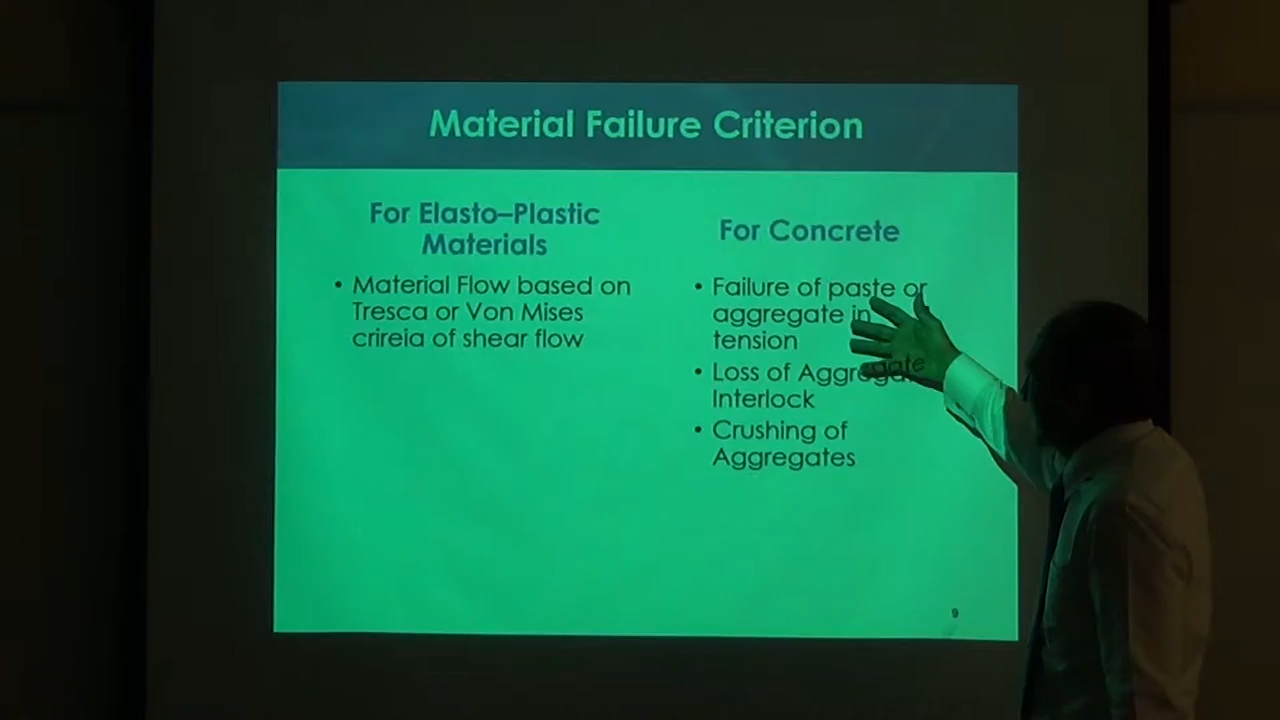 Material Failure Criterion
For Elasto–Plastic
Materials
• Material Flow based on
Tresca or Von Mises
crireia of shear flow
For Concrete
• Failure of paste or
aggregate in
tension
• Loss of Aggregate
Interlock
• Crushing of
Aggregates
9